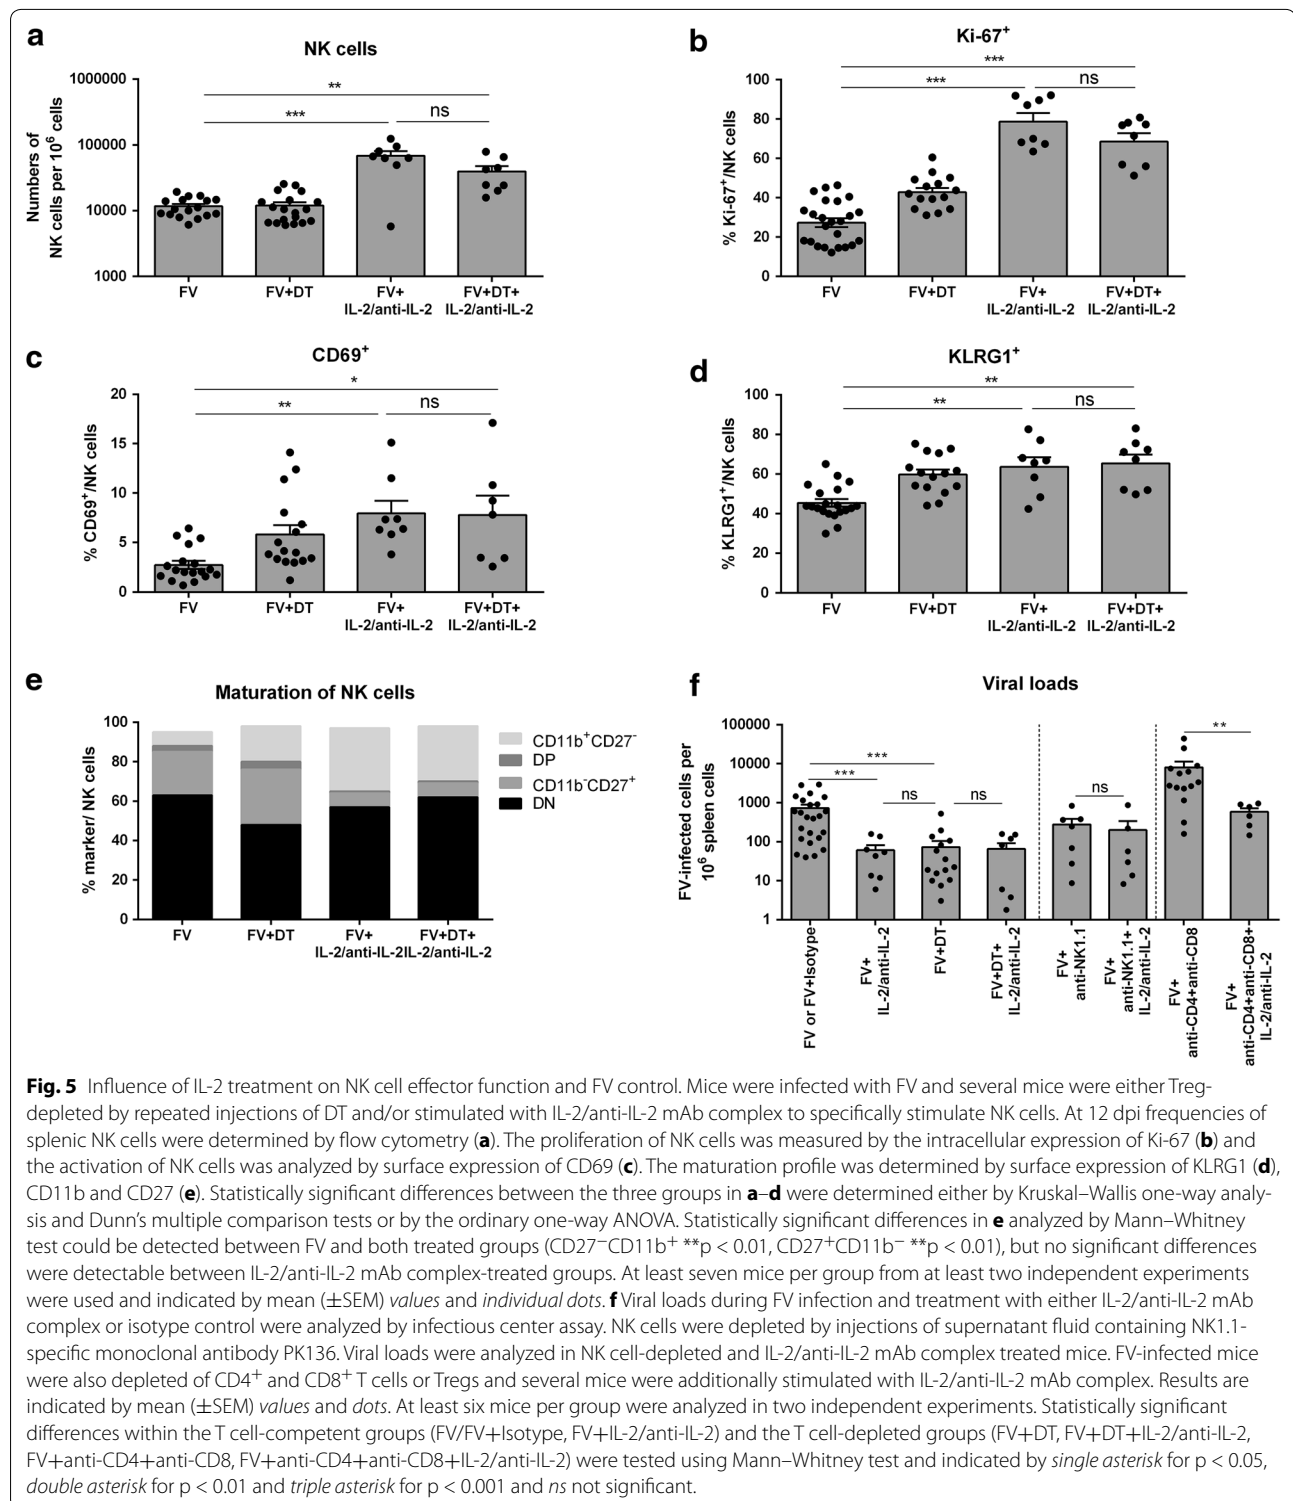 a
NK cells
Numbers of
NK cells per 10⁶ cells
1000000
100000
10000
1000
**
***
ns
FV
FV+DT
FV+
IL-2/anti-IL-2
FV+DT+
IL-2/anti-IL-2
b
Ki-67⁺
% Ki-67⁺/NK cells
100
80
60
40
20
0
***
***
ns
FV
FV+DT
FV+
IL-2/anti-IL-2
FV+DT+
IL-2/anti-IL-2
c
CD69⁺
% CD69⁺/NK cells
20
15
10
5
0
*
**
ns
FV
FV+DT
FV+
IL-2/anti-IL-2
FV+DT+
IL-2/anti-IL-2
d
KLRG1⁺
% KLRG1⁺/NK cells
100
80
60
40
20
0
**
**
ns
FV
FV+DT
FV+
IL-2/anti-IL-2
FV+DT+
IL-2/anti-IL-2
e
Maturation of NK cells
% marker/ NK cells
100
80
60
40
20
0
FV
FV+DT
FV+
IL-2/anti-IL-2
FV+DT+
IL-2/anti-IL-2
CD11b⁺CD27⁻
DP
CD11b⁻CD27⁺
DN
f
Viral loads
FV-infected cells per
10⁶ spleen cells
100000
10000
1000
100
10
1
***
***
ns
ns
ns
**
FV or FV+Isotype
FV+
IL-2/anti-IL-2
FV+DT
FV+DT+
IL-2/anti-IL-2
FV+
anti-NK1.1
FV+
anti-NK1.1+
IL-2/anti-IL-2
FV+
anti-CD4+anti-CD8
FV+
anti-CD4+anti-CD8+
IL-2/anti-IL-2
Fig. 5 Influence of IL-2 treatment on NK cell effector function and FV control. Mice were infected with FV and several mice were either Treg-
depleted by repeated injections of DT and/or stimulated with IL-2/anti-IL-2 mAb complex to specifically stimulate NK cells. At 12 dpi frequencies of
splenic NK cells were determined by flow cytometry (a). The proliferation of NK cells was measured by the intracellular expression of Ki-67 (b) and
the activation of NK cells was analyzed by surface expression of CD69 (c). The maturation profile was determined by surface expression of KLRG1 (d),
CD11b and CD27 (e). Statistically significant differences between the three groups in a–d were determined either by Kruskal–Wallis one-way analy-
sis and Dunn's multiple comparison tests or by the ordinary one-way ANOVA. Statistically significant differences in e analyzed by Mann–Whitney
test could be detected between FV and both treated groups (CD27⁻CD11b⁺ **p < 0.01, CD27⁺CD11b⁻ **p < 0.01), but no significant differences
were detectable between IL-2/anti-IL-2 mAb complex-treated groups. At least seven mice per group from at least two independent experiments
were used and indicated by mean (±SEM) values and individual dots. f Viral loads during FV infection and treatment with either IL-2/anti-IL-2 mAb
complex or isotype control were analyzed by infectious center assay. NK cells were depleted by injections of supernatant fluid containing NK1.1-
specific monoclonal antibody PK136. Viral loads were analyzed in NK cell-depleted and IL-2/anti-IL-2 mAb complex treated mice. FV-infected mice
were also depleted of CD4⁺ and CD8⁺ T cells or Tregs and several mice were additionally stimulated with IL-2/anti-IL-2 mAb complex. Results are
indicated by mean (±SEM) values and dots. At least six mice per group were analyzed in two independent experiments. Statistically significant
differences within the T cell-competent groups (FV/FV+Isotype, FV+IL-2/anti-IL-2) and the T cell-depleted groups (FV+DT, FV+DT+IL-2/anti-IL-2,
FV+anti-CD4+anti-CD8, FV+anti-CD4+anti-CD8+IL-2/anti-IL-2) were tested using Mann–Whitney test and indicated by single asterisk for p < 0.05,
double asterisk for p < 0.01 and triple asterisk for p < 0.001 and ns not significant.